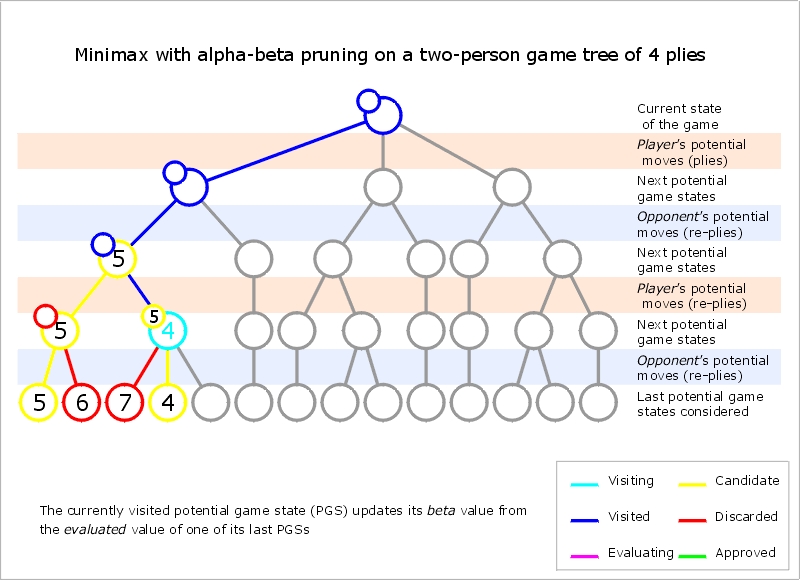 Minimax with alpha-beta pruning on a two-person game tree of 4 plies
Current state
of the game
Player's potential
moves (plies)
Next potential
game states
Opponent's potential
moves (re-plies)
5
Next potential
game states
Player's potential
moves (re-plies)
5
5
4
Next potential
game states
Opponent's potential
moves (re-plies)
5
6
7
4
Last potential game
states considered
The currently visited potential game state (PGS) updates its beta value from
the evaluated value of one of its last PGSs
Visiting
Candidate
Visited
Discarded
Evaluating
Approved